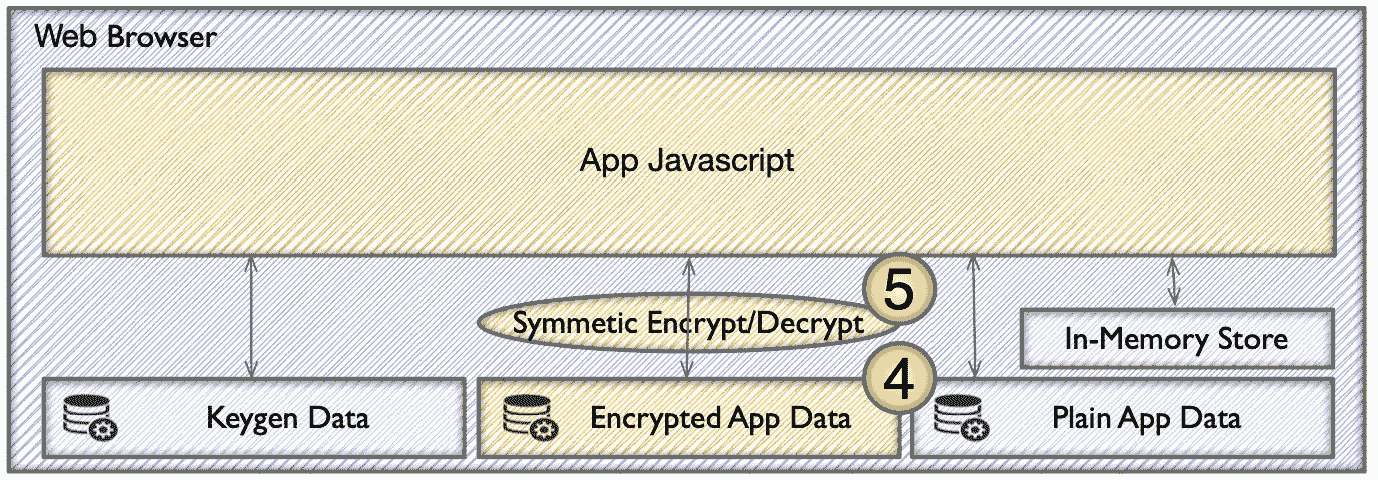 Web Browser
App Javascript
5
Symmetic Encrypt/Decrypt
In-Memory Store
4
Keygen Data
Encrypted App Data
Plain App Data